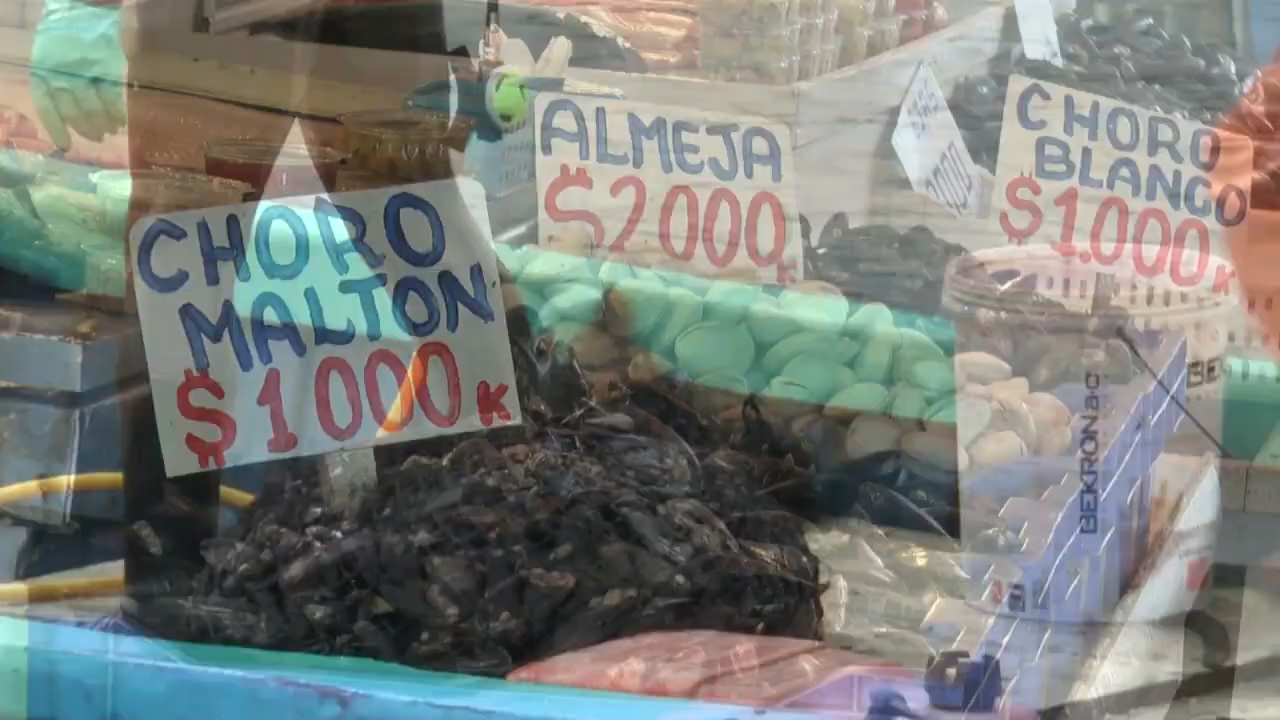 CHORO
MALTON
$1000 K
ALMEJA
$2000 K
CHORO
BLANCO
$1.000 K
BEKRON a.c